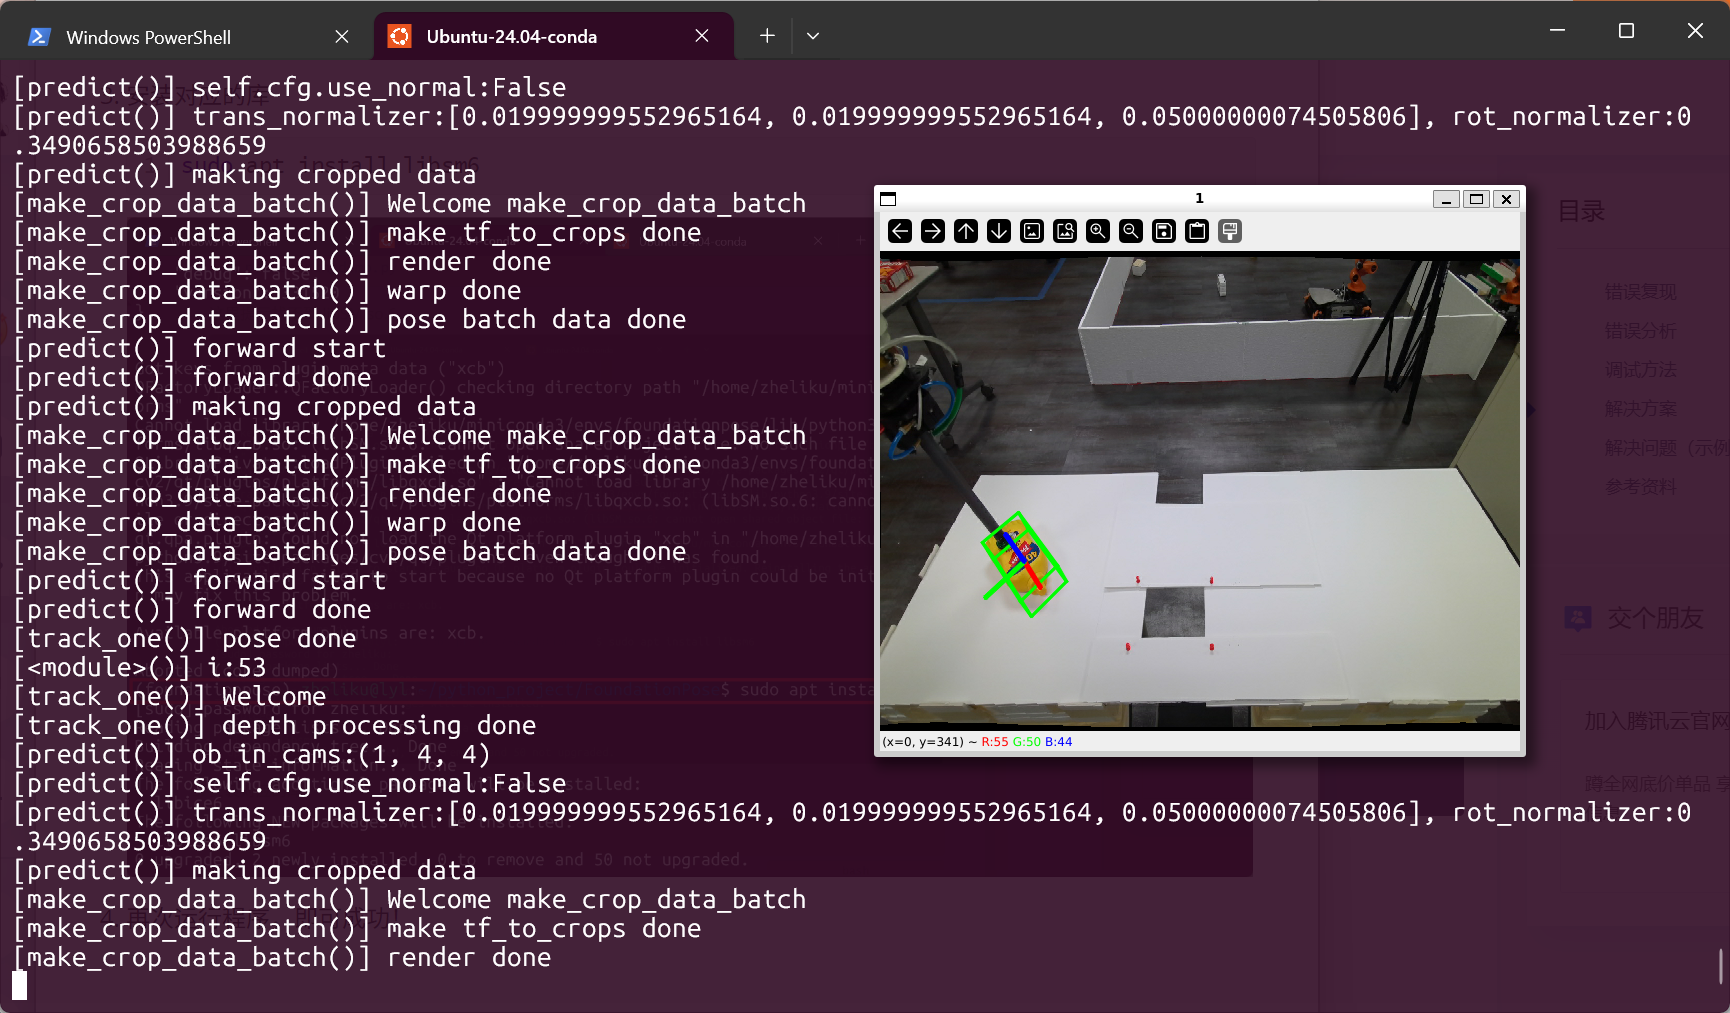 Windows PowerShell
Ubuntu-24.04-conda
[predict()] self.cfg.use_normal:False
[predict()] trans_normalizer:[0.019999999552965164, 0.019999999552965164, 0.05000000074505806], rot_normalizer:0
.3490658503988659
[predict()] making cropped data
[make_crop_data_batch()] Welcome make_crop_data_batch
[make_crop_data_batch()] make tf_to_crops done
[make_crop_data_batch()] render done
[make_crop_data_batch()] warp done
[make_crop_data_batch()] pose batch data done
[predict()] forward start
[predict()] forward done
[predict()] making cropped data
[make_crop_data_batch()] Welcome make_crop_data_batch
[make_crop_data_batch()] make tf_to_crops done
[make_crop_data_batch()] render done
[make_crop_data_batch()] warp done
[make_crop_data_batch()] pose batch data done
[predict()] forward start
[predict()] forward done
[track_one()] pose done
[<module>()] i:53
[track_one()] Welcome
[track_one()] depth processing done
[predict()] ob_in_cams:(1, 4, 4)
[predict()] self.cfg.use_normal:False
[predict()] trans_normalizer:[0.019999999552965164, 0.019999999552965164, 0.05000000074505806], rot_normalizer:0
.3490658503988659
[predict()] making cropped data
[make_crop_data_batch()] Welcome make_crop_data_batch
[make_crop_data_batch()] make tf_to_crops done
[make_crop_data_batch()] render done
1
(x=0, y=341) ~ R:55 G:50 B:44
目录
错误复现
错误分析
调试方法
解决方案
解决问题（示例
参考资料
交个朋友
加入腾讯云官网
腾全网底价单品 享